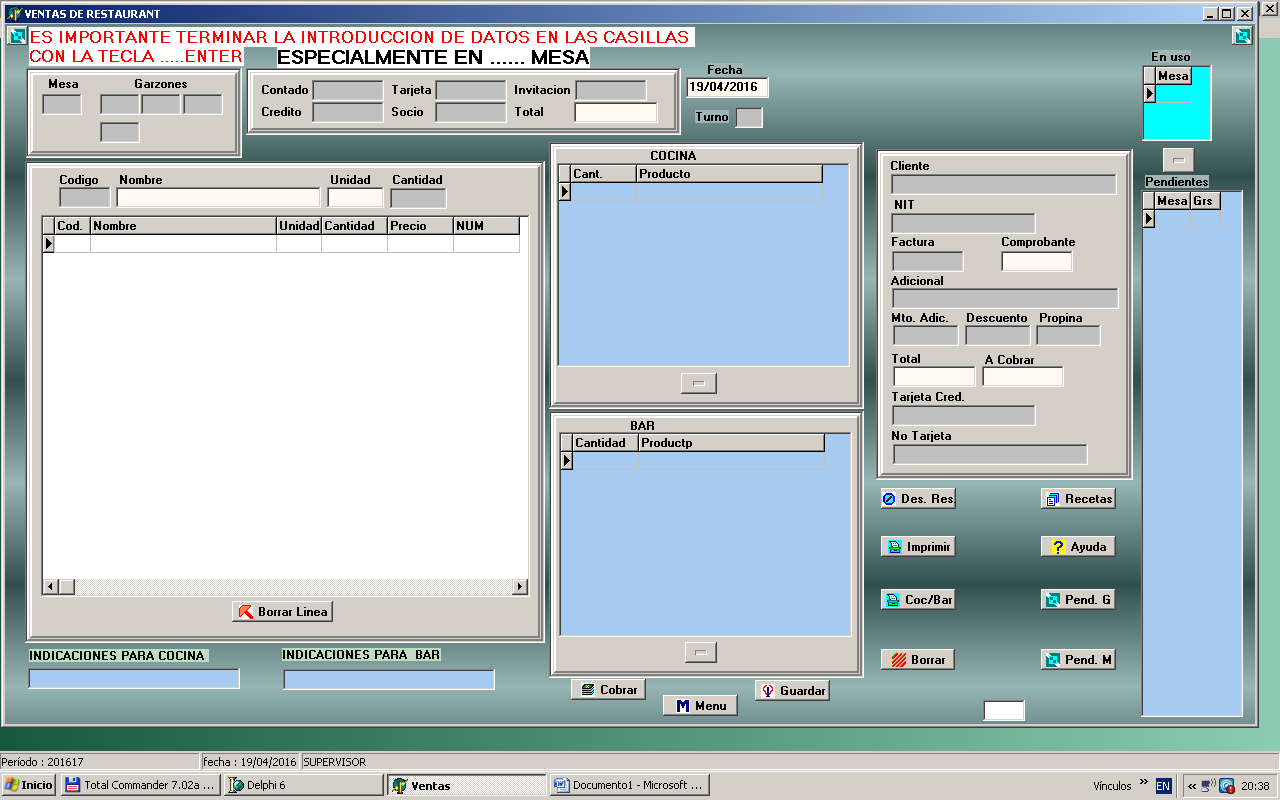 VENTAS DE RESTAURANT
ES IMPORTANTE TERMINAR LA INTRODUCCION DE DATOS EN LAS CASILLAS
CON LA TECLA .....ENTER ESPECIALMENTE EN ...... MESA
Mesa Garzones
Contado Tarjeta Invitacion
Credito Socio Total
Fecha
19/04/2016
Turno
En uso
Mesa
Pendientes
Mesa Grs
Codigo Nombre Unidad Cantidad
Cod. Nombre Unidad Cantidad Precio NUM
Borrar Linea
INDICACIONES PARA COCINA
INDICACIONES PARA BAR
COCINA
Cant. Producto
BAR
Cantidad Productp
Cobrar
Menu
Guardar
Cliente
NIT
Factura Comprobante
Adicional
Mto. Adic. Descuento Propina
Total A Cobrar
Tarjeta Cred.
No Tarjeta
Des. Res. Recetas
Imprimir Ayuda
Coc/Bar Pend. G
Borrar Pend. M
Período : 201617 fecha : 19/04/2016 SUPERVISOR
Inicio Total Commander 7.02a ... Delphi 6 Ventas Documento1 - Microsoft ... Vínculos » EN « 20:38